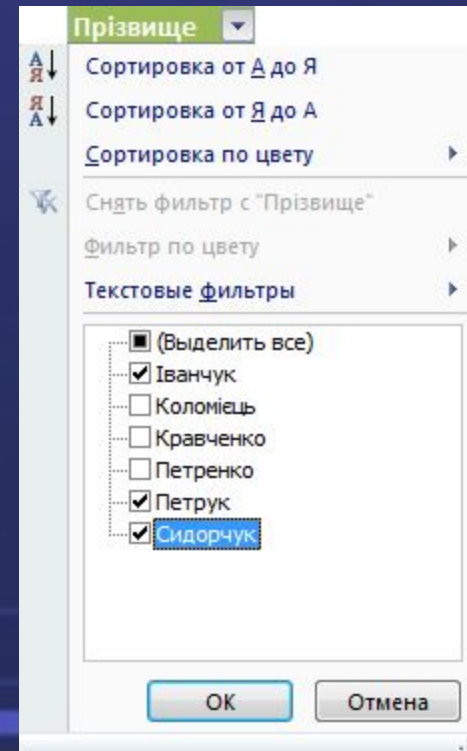 Прізвище
Сортировка от А до Я
Сортировка от Я до А
Сортировка по цвету
Снять фильтр с "Прізвище"
Фильтр по цвету
Текстовые фильтры
(Выделить все)
Іванчук
Коломієць
Кравченко
Петренко
Петрук
Сидорчук
ОК
Отмена